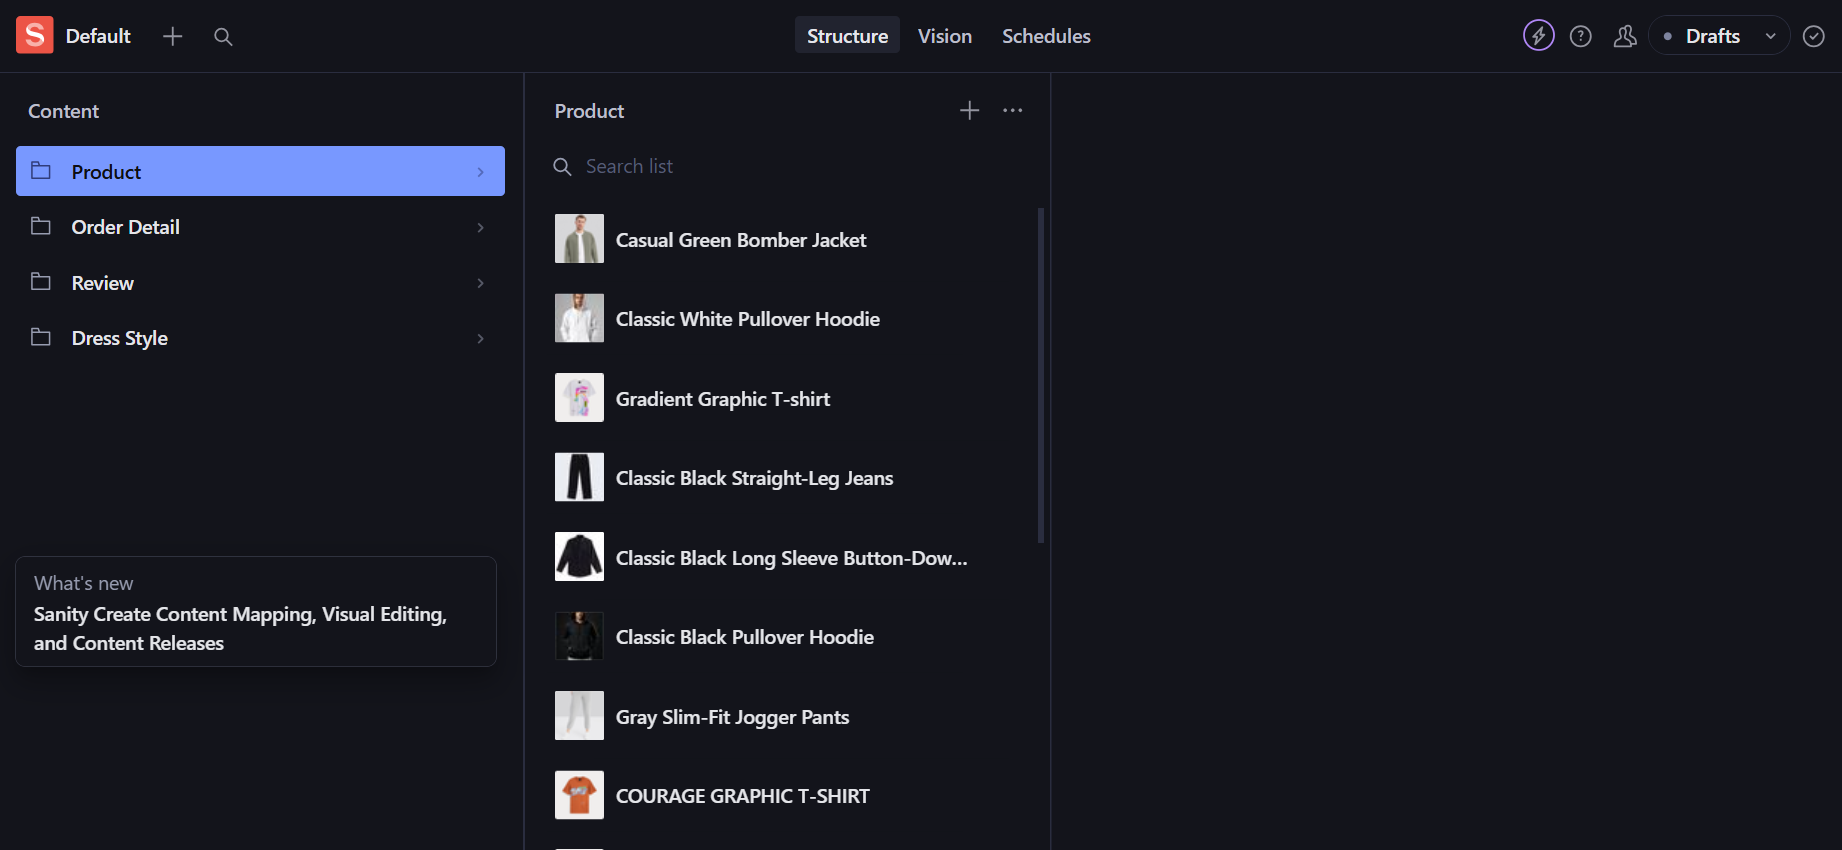 S Default
Structure
Vision
Schedules
Drafts
Content
Product
Order Detail
Review
Dress Style
What's new
Sanity Create Content Mapping, Visual Editing,
and Content Releases
Product
Search list
Casual Green Bomber Jacket
Classic White Pullover Hoodie
Gradient Graphic T-shirt
Classic Black Straight-Leg Jeans
Classic Black Long Sleeve Button-Dow...
Classic Black Pullover Hoodie
Gray Slim-Fit Jogger Pants
COURAGE GRAPHIC T-SHIRT